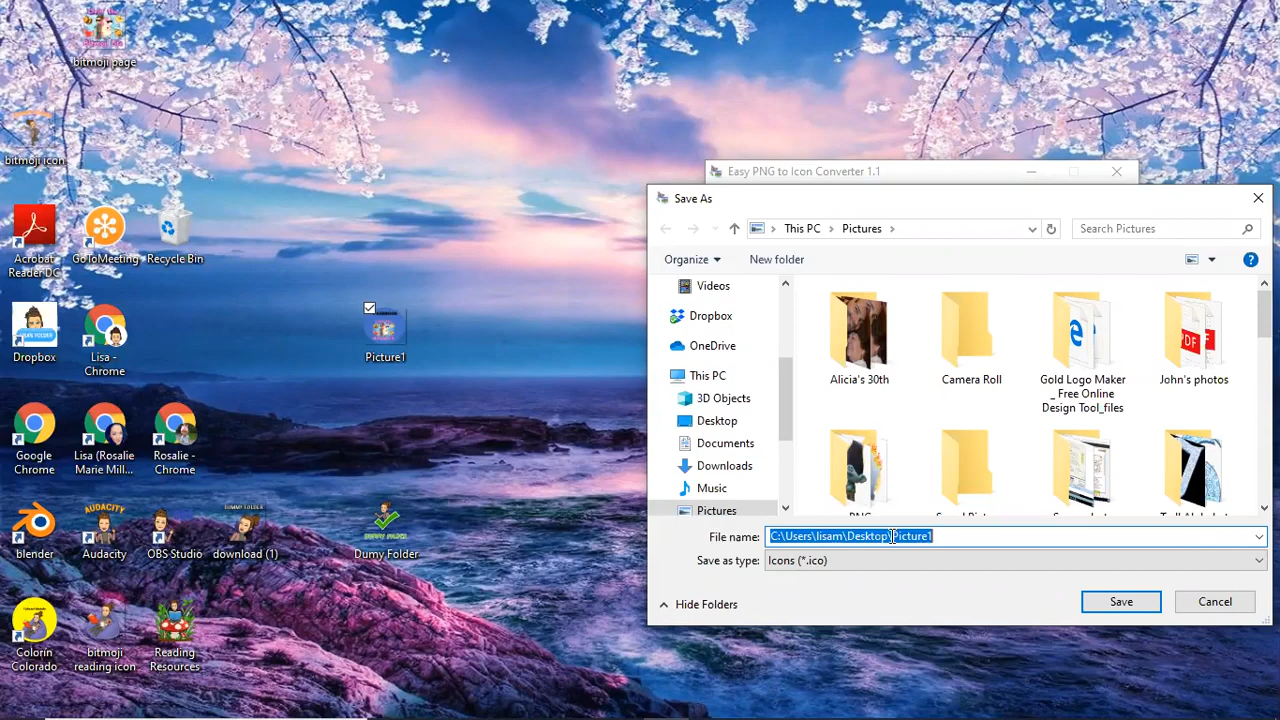 bitmoji page
bitmoji icon
Acrobat
Reader DC
GoToMeeting
Recycle Bin
Dropbox
Lisa -
Chrome
Picture1
Google
Chrome
Lisa (Rosalie
Marie Mill...
Rosalie -
Chrome
blender
AUDACITY
Audacity
OBS Studio
download (1)
DUMMY FOLDER
Dumy Folder
Colorín
Colorado
bitmoji
reading icon
Reading
Resources
Easy PNG to Icon Converter 1.1
Save As
This PC
Pictures
Search Pictures
Organize
New folder
Videos
Dropbox
OneDrive
This PC
3D Objects
Desktop
Documents
Downloads
Music
Pictures
Alicia's 30th
Camera Roll
Gold Logo Maker
_ Free Online
Design Tool_files
PDF
John's photos
File name:
C:\Users\lisam\Desktop\Picture1
Save as type:
Icons (*.ico)
Hide Folders
Save
Cancel